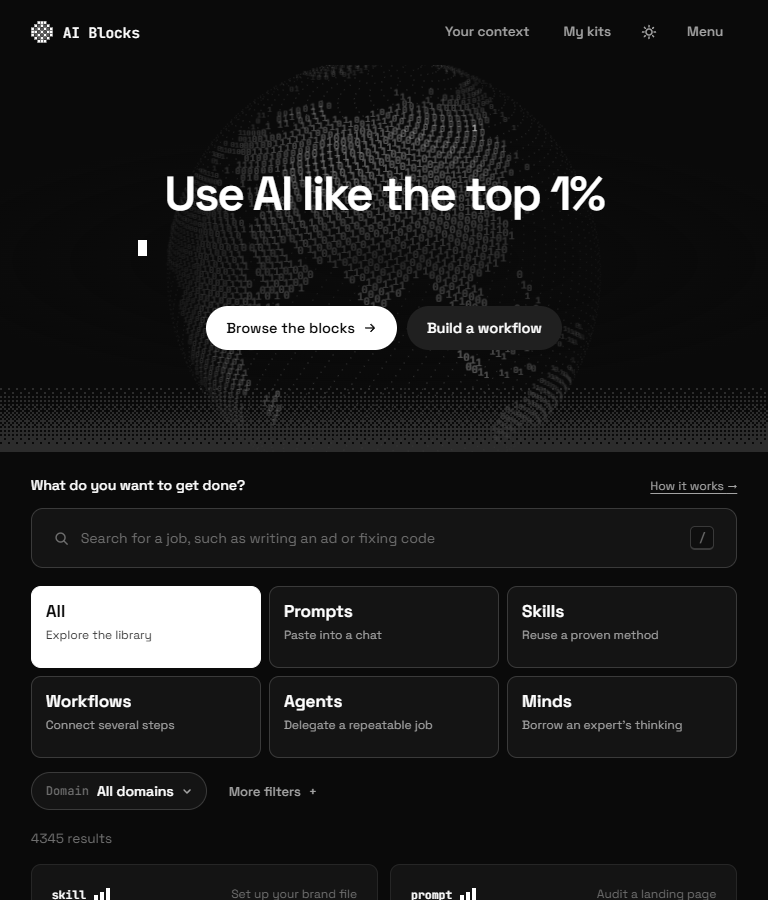 AI Blocks
Your context
My kits
Menu
Use AI like the top 1%
Browse the blocks →
Build a workflow
What do you want to get done?
How it works →
Search for a job, such as writing an ad or fixing code
/
All
Explore the library
Prompts
Paste into a chat
Skills
Reuse a proven method
Workflows
Connect several steps
Agents
Delegate a repeatable job
Minds
Borrow an expert's thinking
Domain All domains
More filters +
4345 results
skill
Set up your brand file
prompt
Audit a landing page